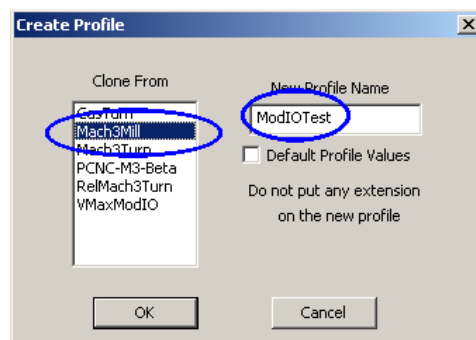 Create Profile
Clone From
CusTurn
Mach3Mill
Mach3Turn
PCNC-M3-Beta
RelMach3Turn
VMaxModIO
New Profile Name
ModIOTest
Default Profile Values
Do not put any extension
on the new profile
OK
Cancel